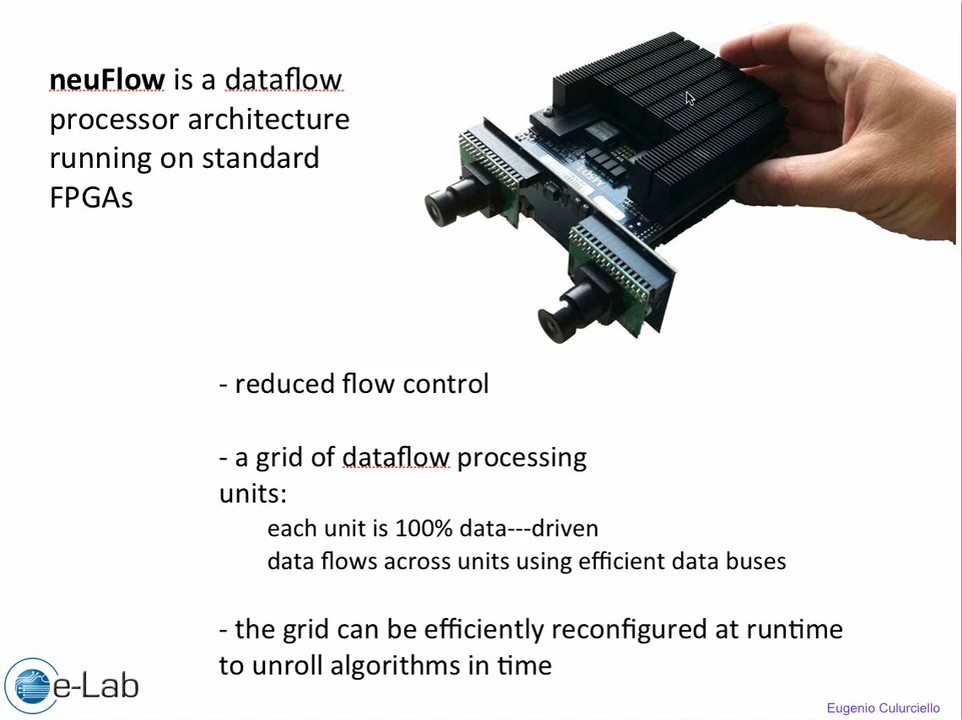 neuFlow is a dataflow
processor architecture
running on standard
FPGAs
- reduced flow control
- a grid of dataflow processing
units:
each unit is 100% data---driven
data flows across units using efficient data buses
- the grid can be efficiently reconfigured at runtime
to unroll algorithms in time
e-Lab
Eugenio Culurciello